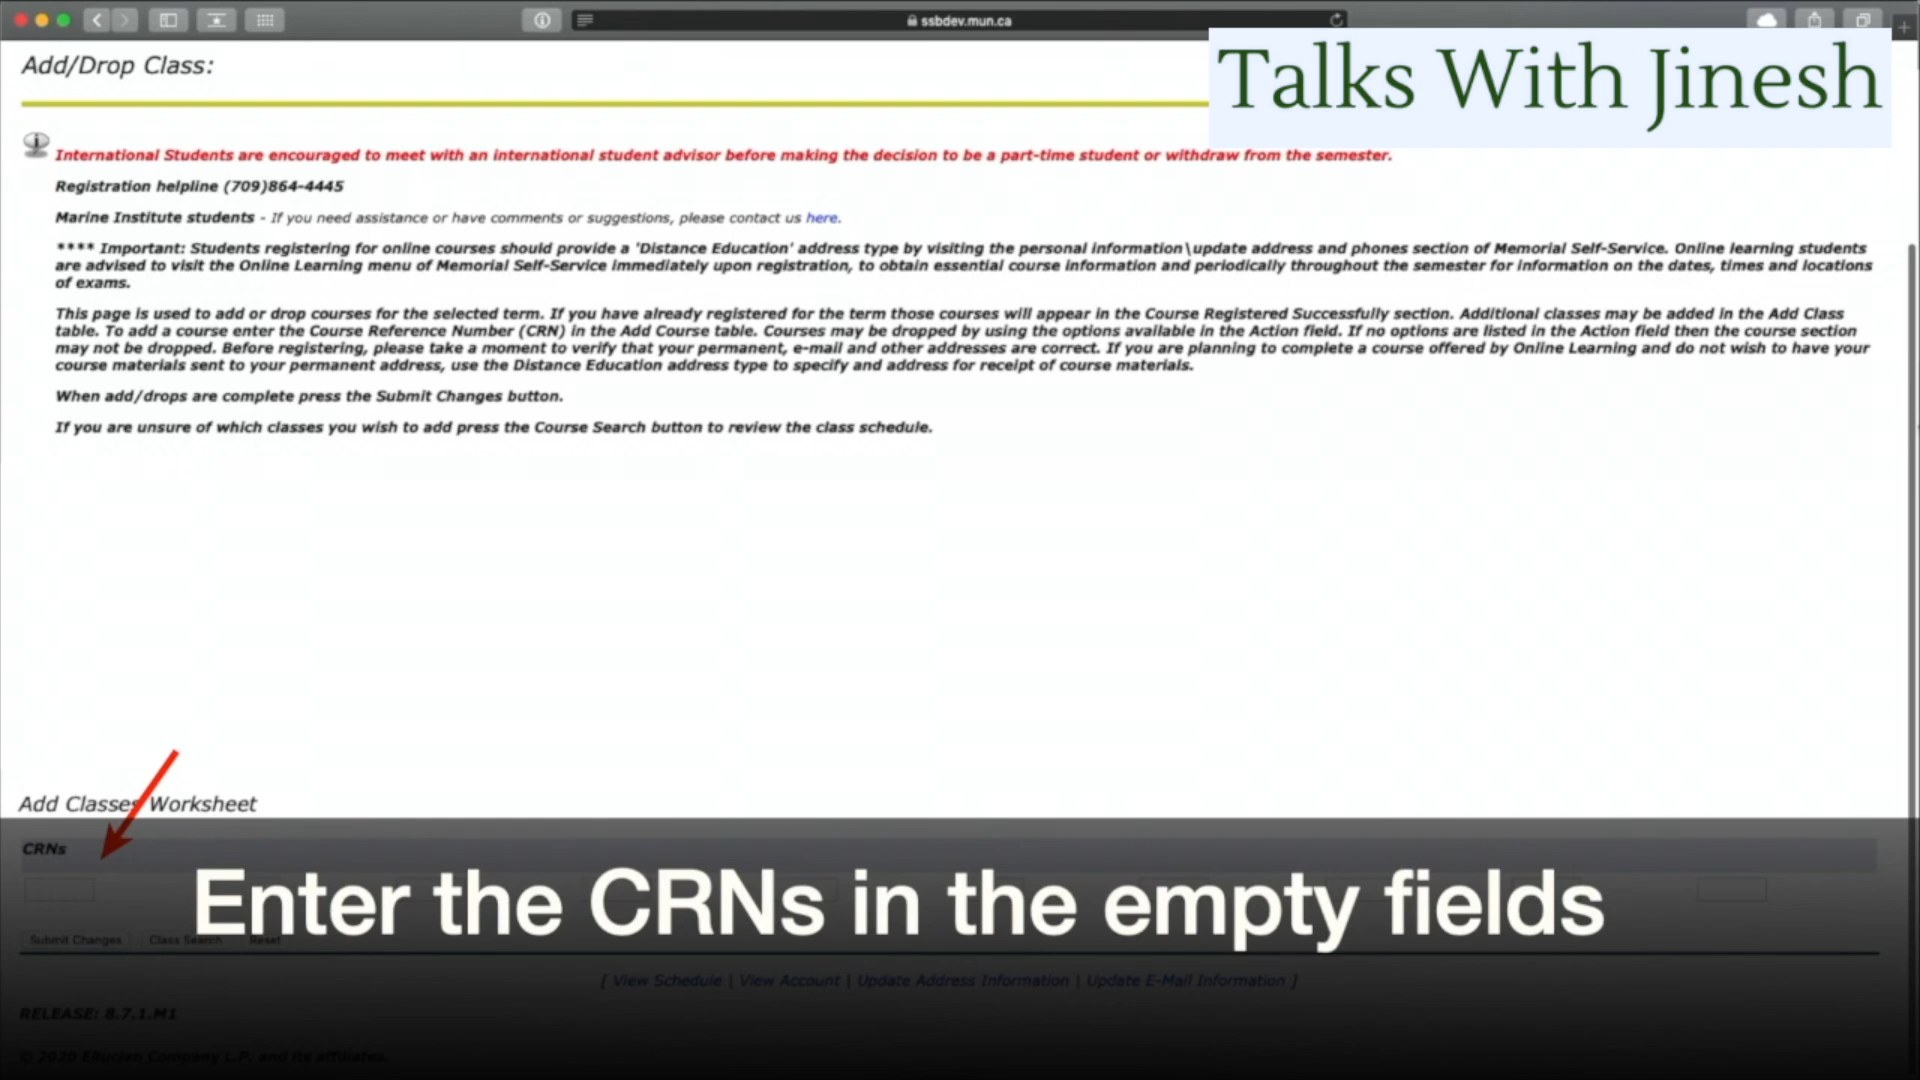 ssbdev.mun.ca
Talks With Jinesh
Add/Drop Class:
International Students are encouraged to meet with an international student advisor before making the decision to be a part-time student or withdraw from the semester.
Registration helpline (709)864-4445
Marine Institute students - If you need assistance or have comments or suggestions, please contact us here.
**** Important: Students registering for online courses should provide a 'Distance Education' address type by visiting the personal information\update address and phones section of Memorial Self-Service. Online learning students
are advised to visit the Online Learning menu of Memorial Self-Service immediately upon registration, to obtain essential course information and periodically throughout the semester for information on the dates, times and locations
of exams.
This page is used to add or drop courses for the selected term. If you have already registered for the term those courses will appear in the Course Registered Successfully section. Additional classes may be added in the Add Class
table. To add a course enter the Course Reference Number (CRN) in the Add Course table. Courses may be dropped by using the options available in the Action field. If no options are listed in the Action field then the course section
may not be dropped. Before registering, please take a moment to verify that your permanent, e-mail and other addresses are correct. If you are planning to complete a course offered by Online Learning and do not wish to have your
course materials sent to your permanent address, use the Distance Education address type to specify and address for receipt of course materials.
When add/drops are complete press the Submit Changes button.
If you are unsure of which classes you wish to add press the Course Search button to review the class schedule.
Add Classes Worksheet
CRNs
Enter the CRNs in the empty fields
Submit Changes Class Search Reset
[ View Schedule | View Account | Update Address Information | Update E-Mail Information ]
RELEASE: 8.7.1.M1
© 2020 Ellucian Company L.P. and its affiliates.